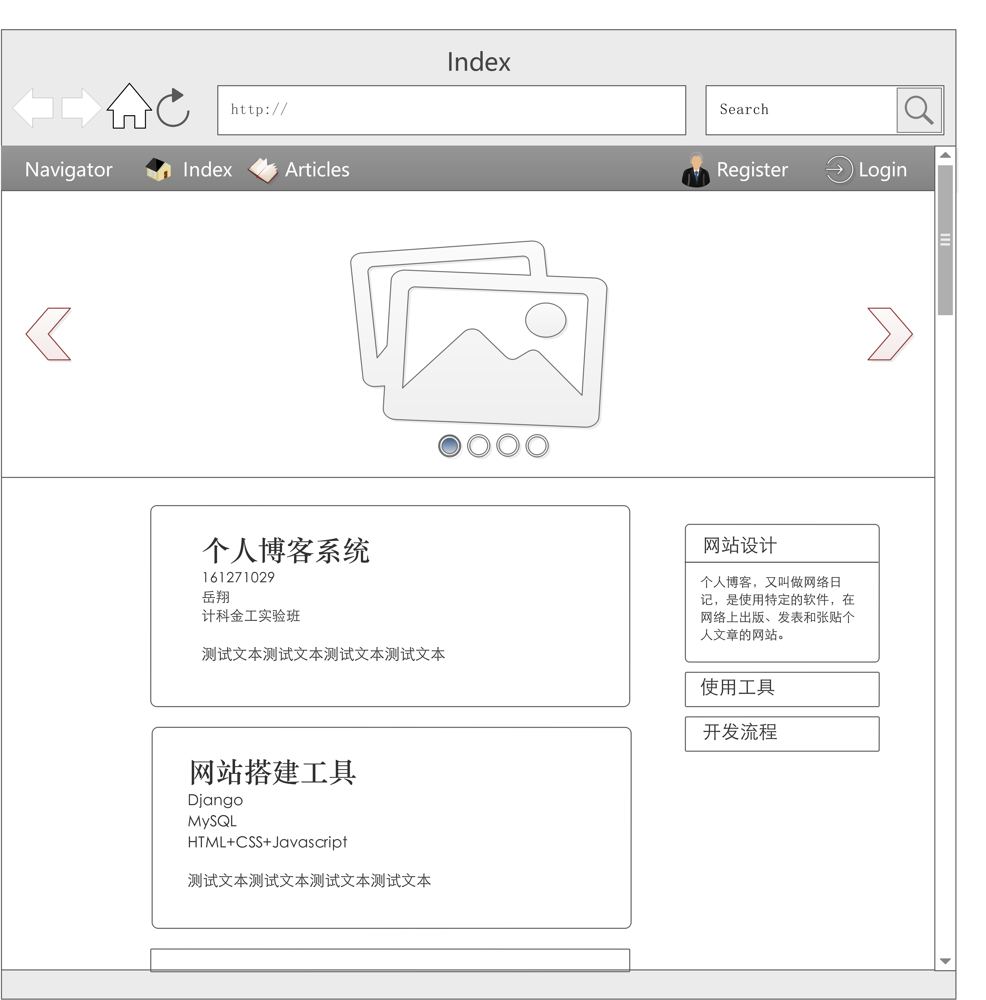 Index
http://
Search
Navigator
Index
Articles
Register
Login
个人博客系统
161271029
岳翔
计科金工实验班
测试文本测试文本测试文本测试文本
网站搭建工具
Django
MySQL
HTML+CSS+Javascript
测试文本测试文本测试文本测试文本
网站设计
个人博客，又叫做网络日
记，是使用特定的软件，在
网络上出版、发表和张贴个
人文章的网站。
使用工具
开发流程